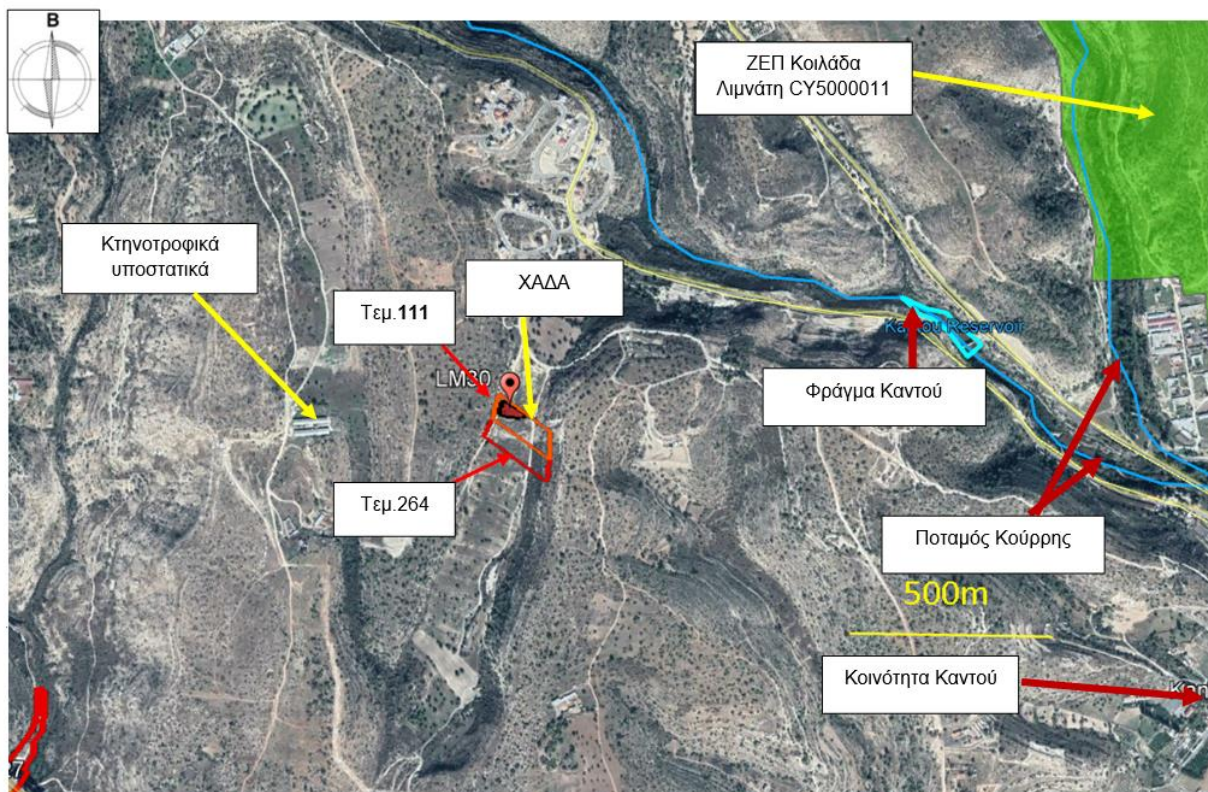 Β
ΖΕΠ Κοιλάδα
Λιμνάτη CY5000011
Κτηνοτροφικά
υποστατικά
ΧΑΔΑ
Τεμ.111
LM30
Reservoir
Φράγμα Καντού
Τεμ.264
Ποταμός Κούρρης
500m
Κοινότητα Καντού